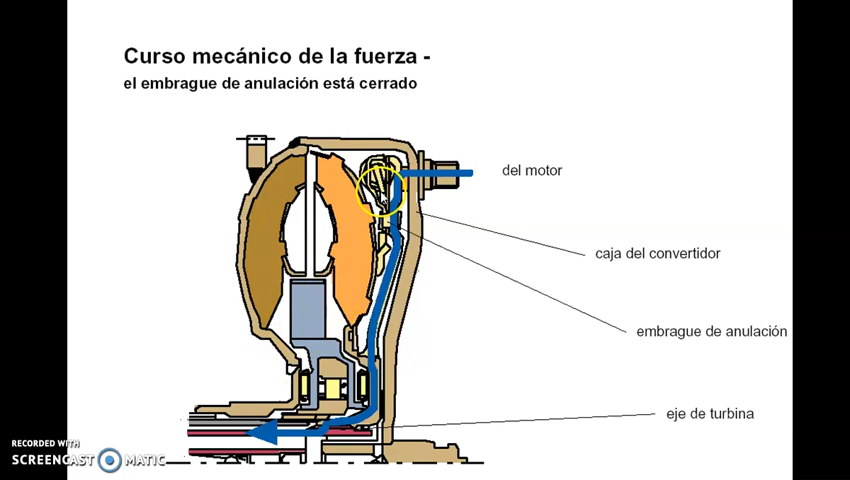 Curso mecánico de la fuerza -
el embrague de anulación está cerrado
del motor
caja del convertidor
embrague de anulación
eje de turbina
RECORDED WITH
SCREENCAST MATIC